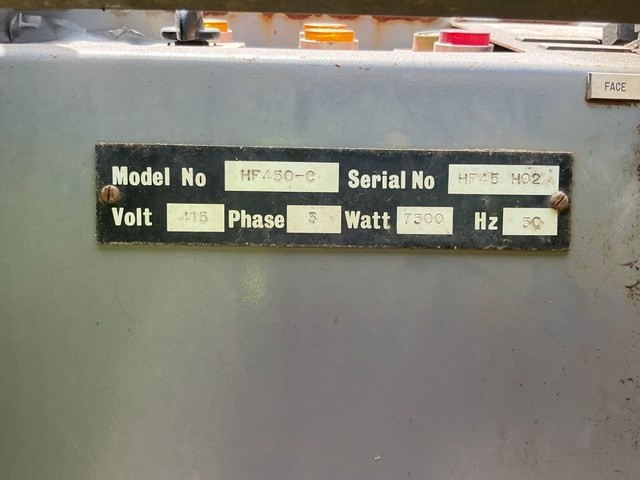 FACE
Model No HF450-C Serial No HF45 H02
Volt 415 Phase 3 Watt 7500 Hz 50